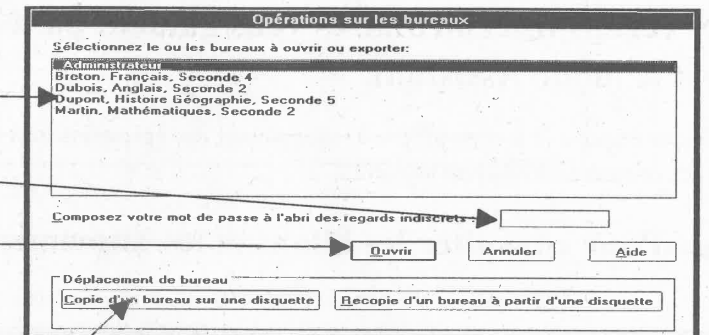 Opérations sur les bureaux
Sélectionnez le ou les bureaux à ouvrir ou exporter:
Administrateur
Breton, Français, Seconde 4
Dubois, Anglais, Seconde 2
Dupont, Histoire Géographie, Seconde 5
Martin, Mathématiques, Seconde 2
Composez votre mot de passe à l'abri des regards indiscrets :
Ouvrir Annuler Aide
Déplacement de bureau
Copie d'un bureau sur une disquette Recopie d'un bureau à partir d'une disquette